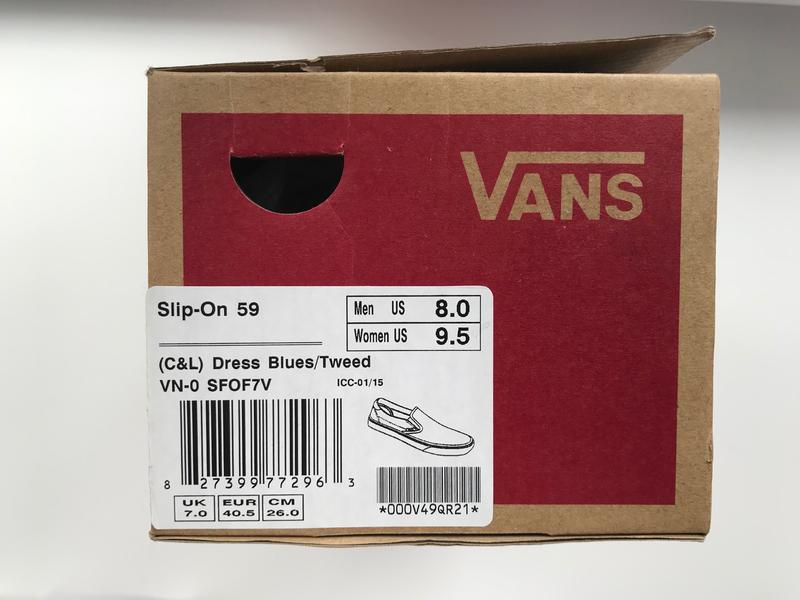 VANS
Slip-On 59
Men US 8.0
Women US 9.5
(C&L) Dress Blues/Tweed
VN-0 SFOF7V
ICC-01/15
8 27399 77296 3
*000V49QR21*
UK EUR CM
7.0 40.5 26.0